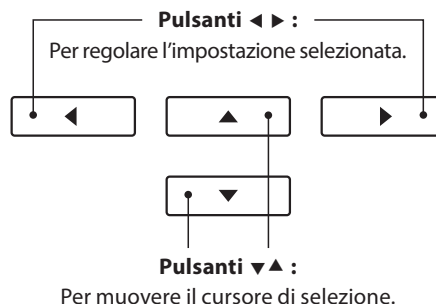 Pulsanti ◀ ▶ :
Per regolare l'impostazione selezionata.
Pulsanti ▼▲ :
Per muovere il cursore di selezione.